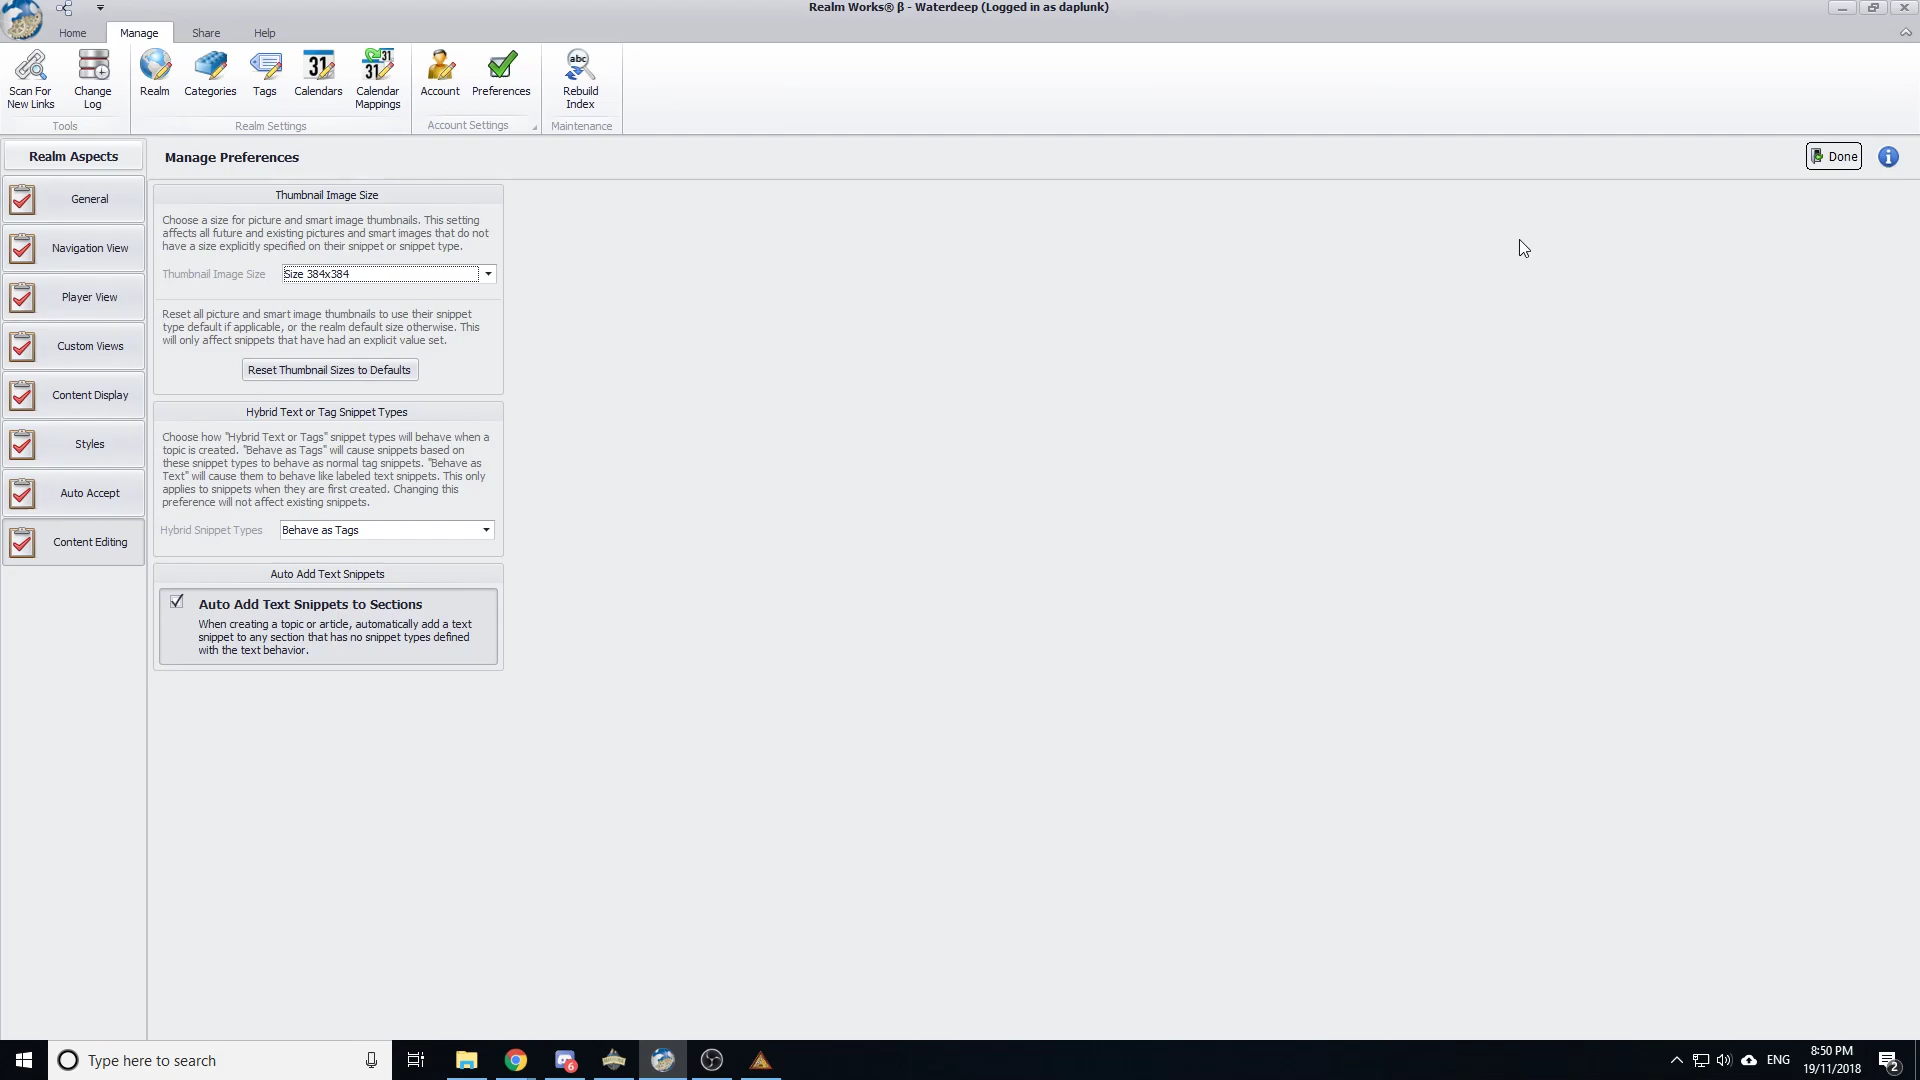 Realm Works® β - Waterdeep (Logged in as daplunk)
Home
Manage
Share
Help
Scan For
New Links
Change
Log
Realm
Categories
Tags
Calendars
Calendar
Mappings
Account
Preferences
Rebuild
Index
Tools
Realm Settings
Account Settings
Maintenance
Realm Aspects
General
Navigation View
Player View
Custom Views
Content Display
Styles
Auto Accept
Content Editing
Manage Preferences
Done
Thumbnail Image Size
Choose a size for picture and smart image thumbnails. This setting
affects all future and existing pictures and smart images that do not
have a size explicitly specified on their snippet or snippet type.
Thumbnail Image Size
Size 384x384
Reset all picture and smart image thumbnails to use their snippet
type default if applicable, or the realm default size otherwise. This
will only affect snippets that have had an explicit value set.
Reset Thumbnail Sizes to Defaults
Hybrid Text or Tag Snippet Types
Choose how "Hybrid Text or Tags" snippet types will behave when a
topic is created. "Behave as Tags" will cause snippets based on
these snippet types to behave as normal tag snippets. "Behave as
Text" will cause them to behave like labeled text snippets. This only
applies to snippets when they are first created. Changing this
preference will not affect existing snippets.
Hybrid Snippet Types
Behave as Tags
Auto Add Text Snippets
Auto Add Text Snippets to Sections
When creating a topic or article, automatically add a text
snippet to any section that has no snippet types defined
with the text behavior.
Type here to search
6
ENG
8:50 PM
19/11/2018
2
31
31
31
abc